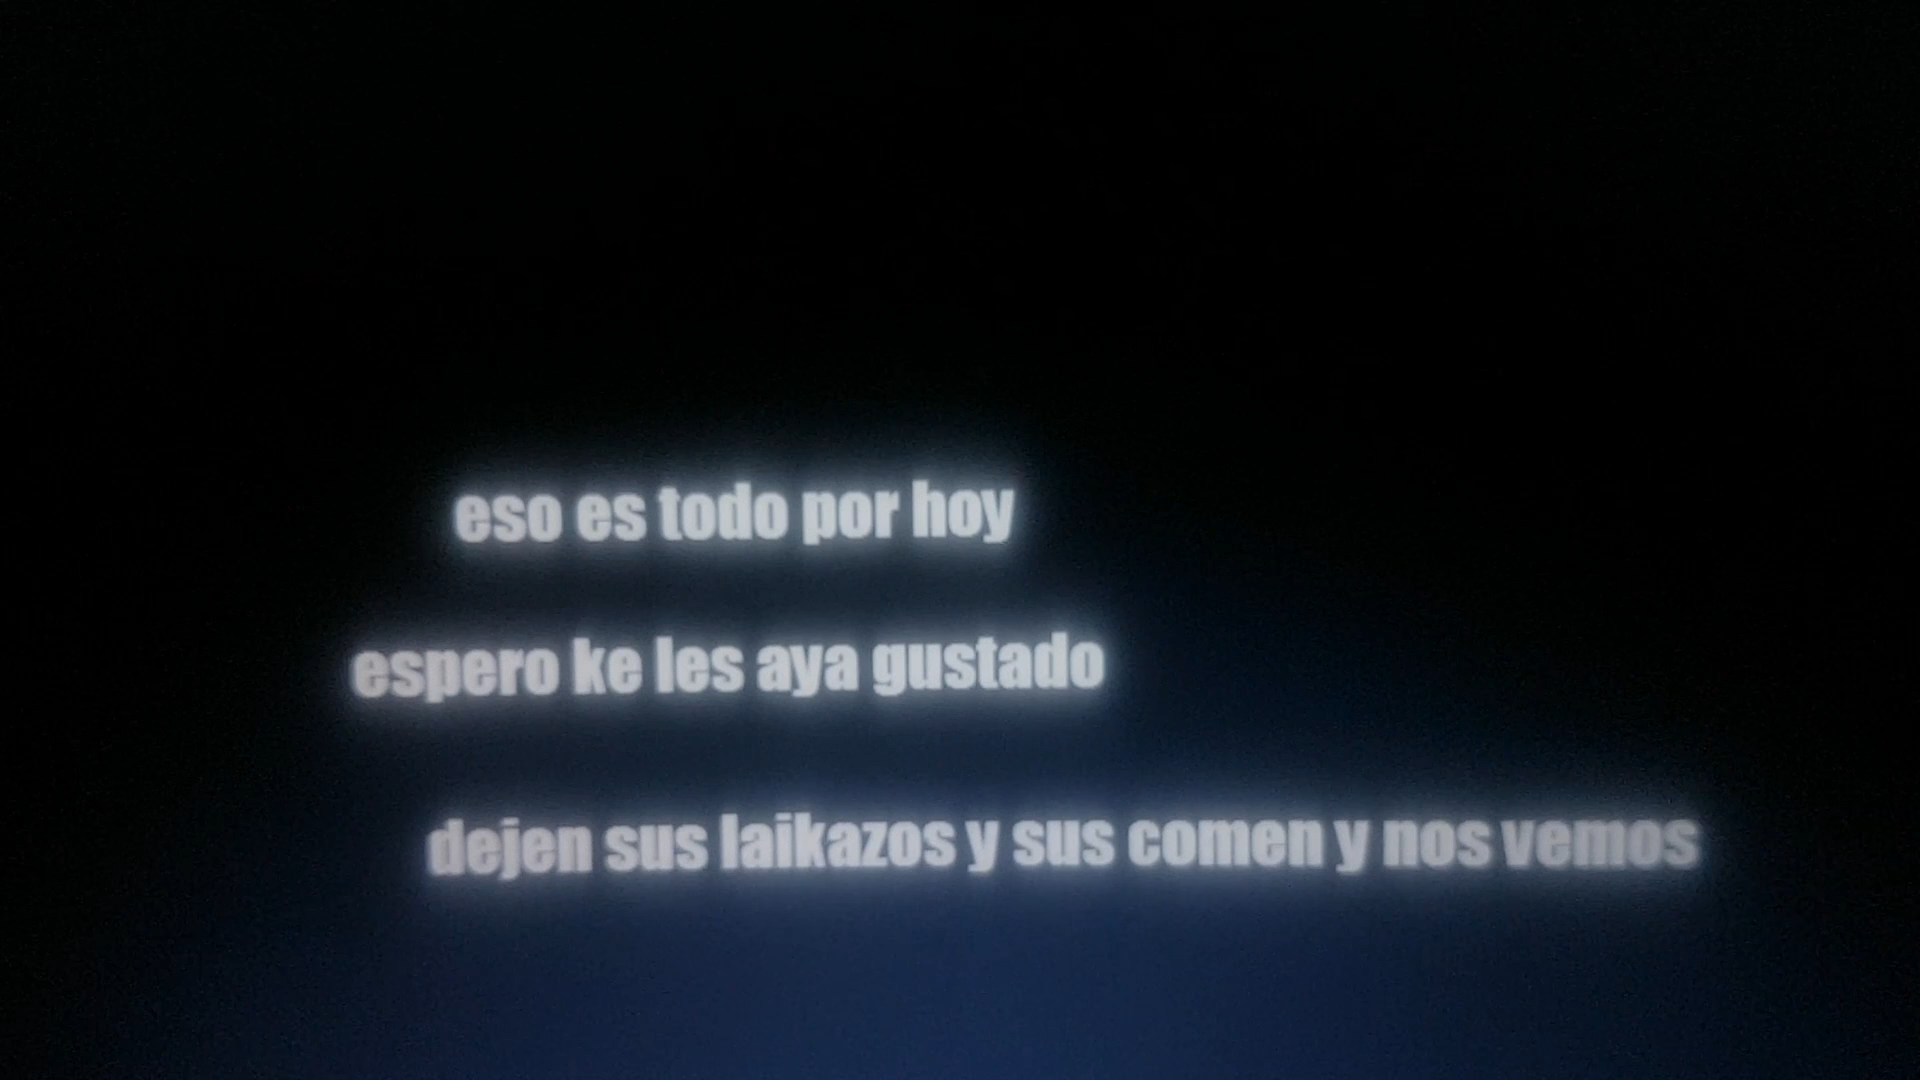 eso es todo por hoy
espero ke les aya gustado
dejen sus laikazos y sus comen y nos vemos